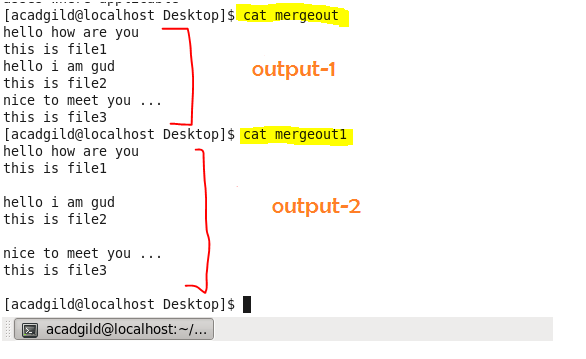 [acadgild@localhost Desktop]$ cat mergeout
hello how are you
this is file1
hello i am gud
this is file2
nice to meet you ...
this is file3
output-1
[acadgild@localhost Desktop]$ cat mergeout1
hello how are you
this is file1
hello i am gud
this is file2
nice to meet you ...
this is file3
output-2
[acadgild@localhost Desktop]$
acadgild@localhost:~/...